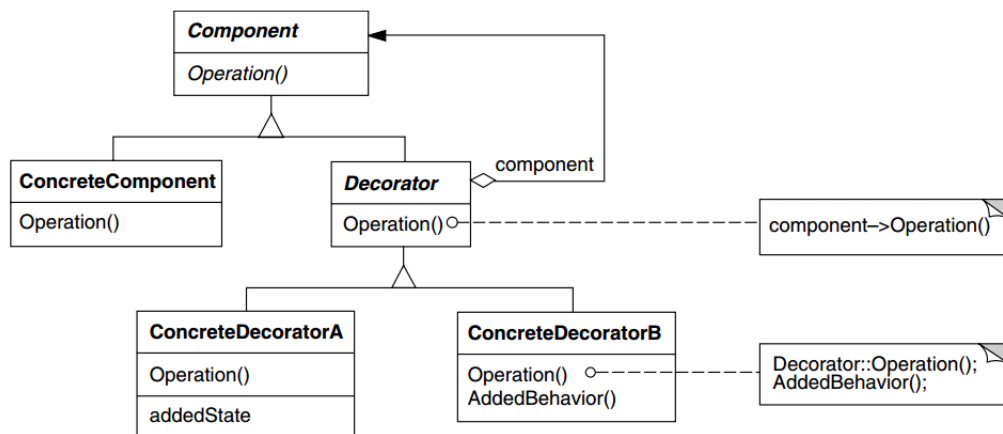 Component
Operation()
ConcreteComponent
Operation()
Decorator
Operation()
component
component–>Operation()
ConcreteDecoratorA
Operation()
addedState
ConcreteDecoratorB
Operation()
AddedBehavior()
Decorator::Operation();
AddedBehavior();